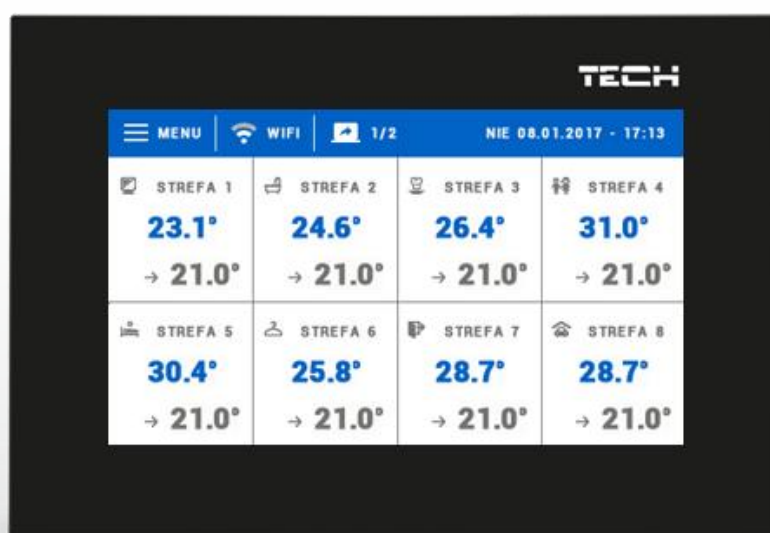 TECH
MENU WIFI 1/2 NIE 08.01.2017 - 17:13
STREFA 1 STREFA 2 STREFA 3 STREFA 4
23.1° 24.6° 26.4° 31.0°
→ 21.0° → 21.0° → 21.0° → 21.0°
STREFA 5 STREFA 6 STREFA 7 STREFA 8
30.4° 25.8° 28.7° 28.7°
→ 21.0° → 21.0° → 21.0° → 21.0°